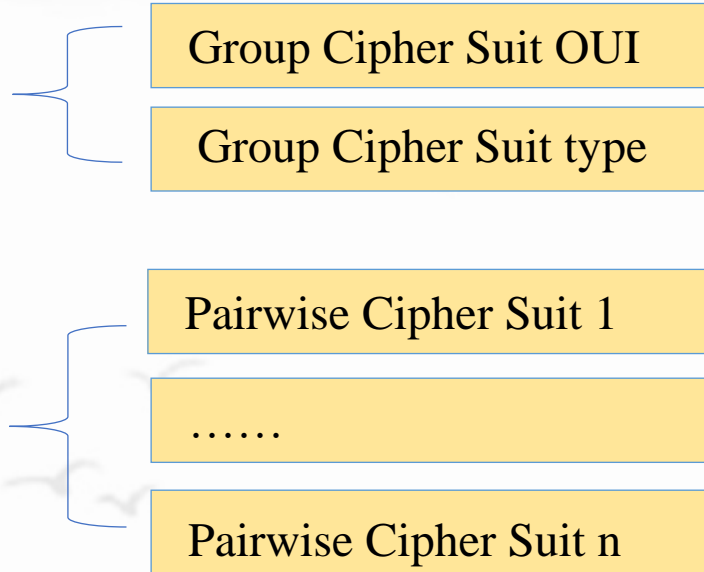 Group Cipher Suit OUI
Group Cipher Suit type
Pairwise Cipher Suit 1
……
Pairwise Cipher Suit n